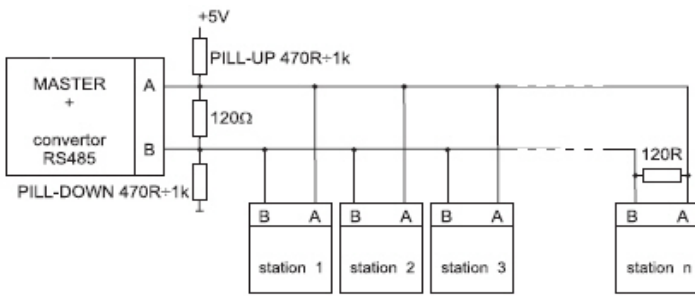 +5V
PILL-UP 470R÷1k
MASTER
+
convertor
RS485
A
B
120Ω
PILL-DOWN 470R÷1k
120R
B A
B A
B A
B A
station 1
station 2
station 3
station n